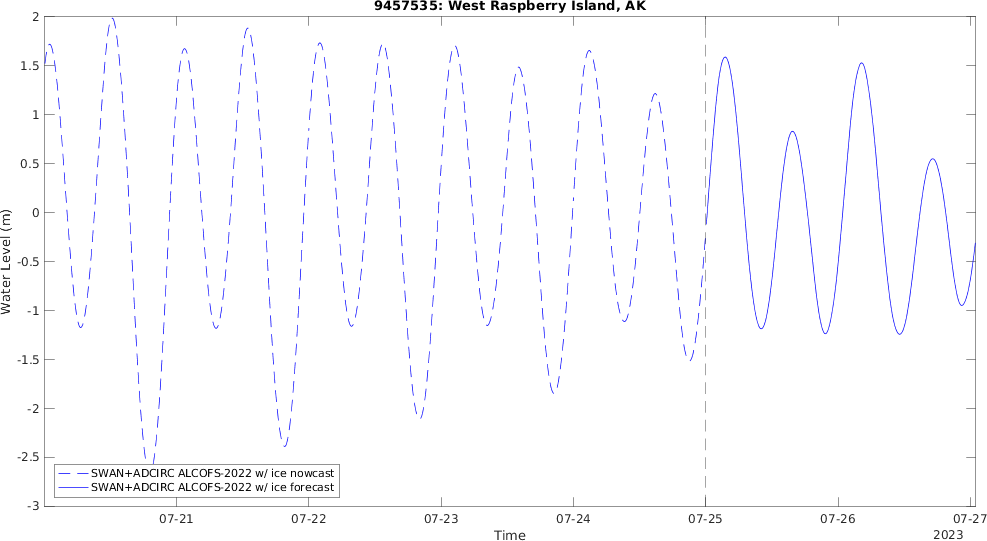 9457535: West Raspberry Island, AK
Water Level (m)
2
1.5
1
0.5
0
-0.5
-1
-1.5
-2
-2.5
-3
SWAN+ADCIRC ALCOFS-2022 w/ ice nowcast
SWAN+ADCIRC ALCOFS-2022 w/ ice forecast
07-21 07-22 07-23 07-24 07-25 07-26 07-27
Time
2023